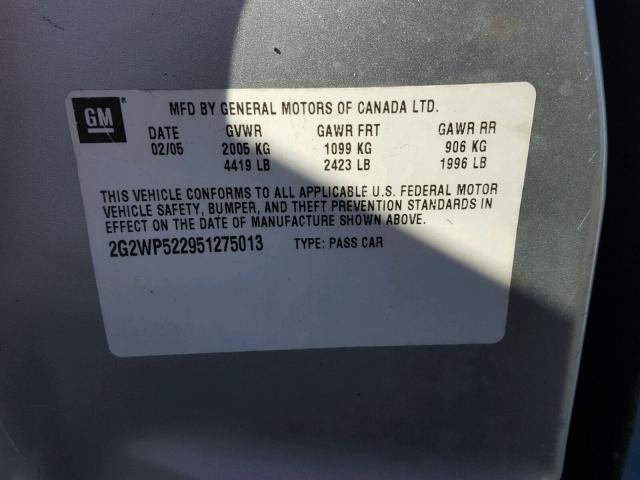 GM
MFD BY GENERAL MOTORS OF CANADA LTD.
DATE GVWR GAWR FRT GAWR RR
02/05 2005 KG 1099 KG 906 KG
4419 LB 2423 LB 1996 LB
THIS VEHICLE CONFORMS TO ALL APPLICABLE U.S. FEDERAL MOTOR
VEHICLE SAFETY, BUMPER, AND THEFT PREVENTION STANDARDS IN
EFFECT ON THE DATE OF MANUFACTURE SHOWN ABOVE.
2G2WP522951275013 TYPE: PASS CAR